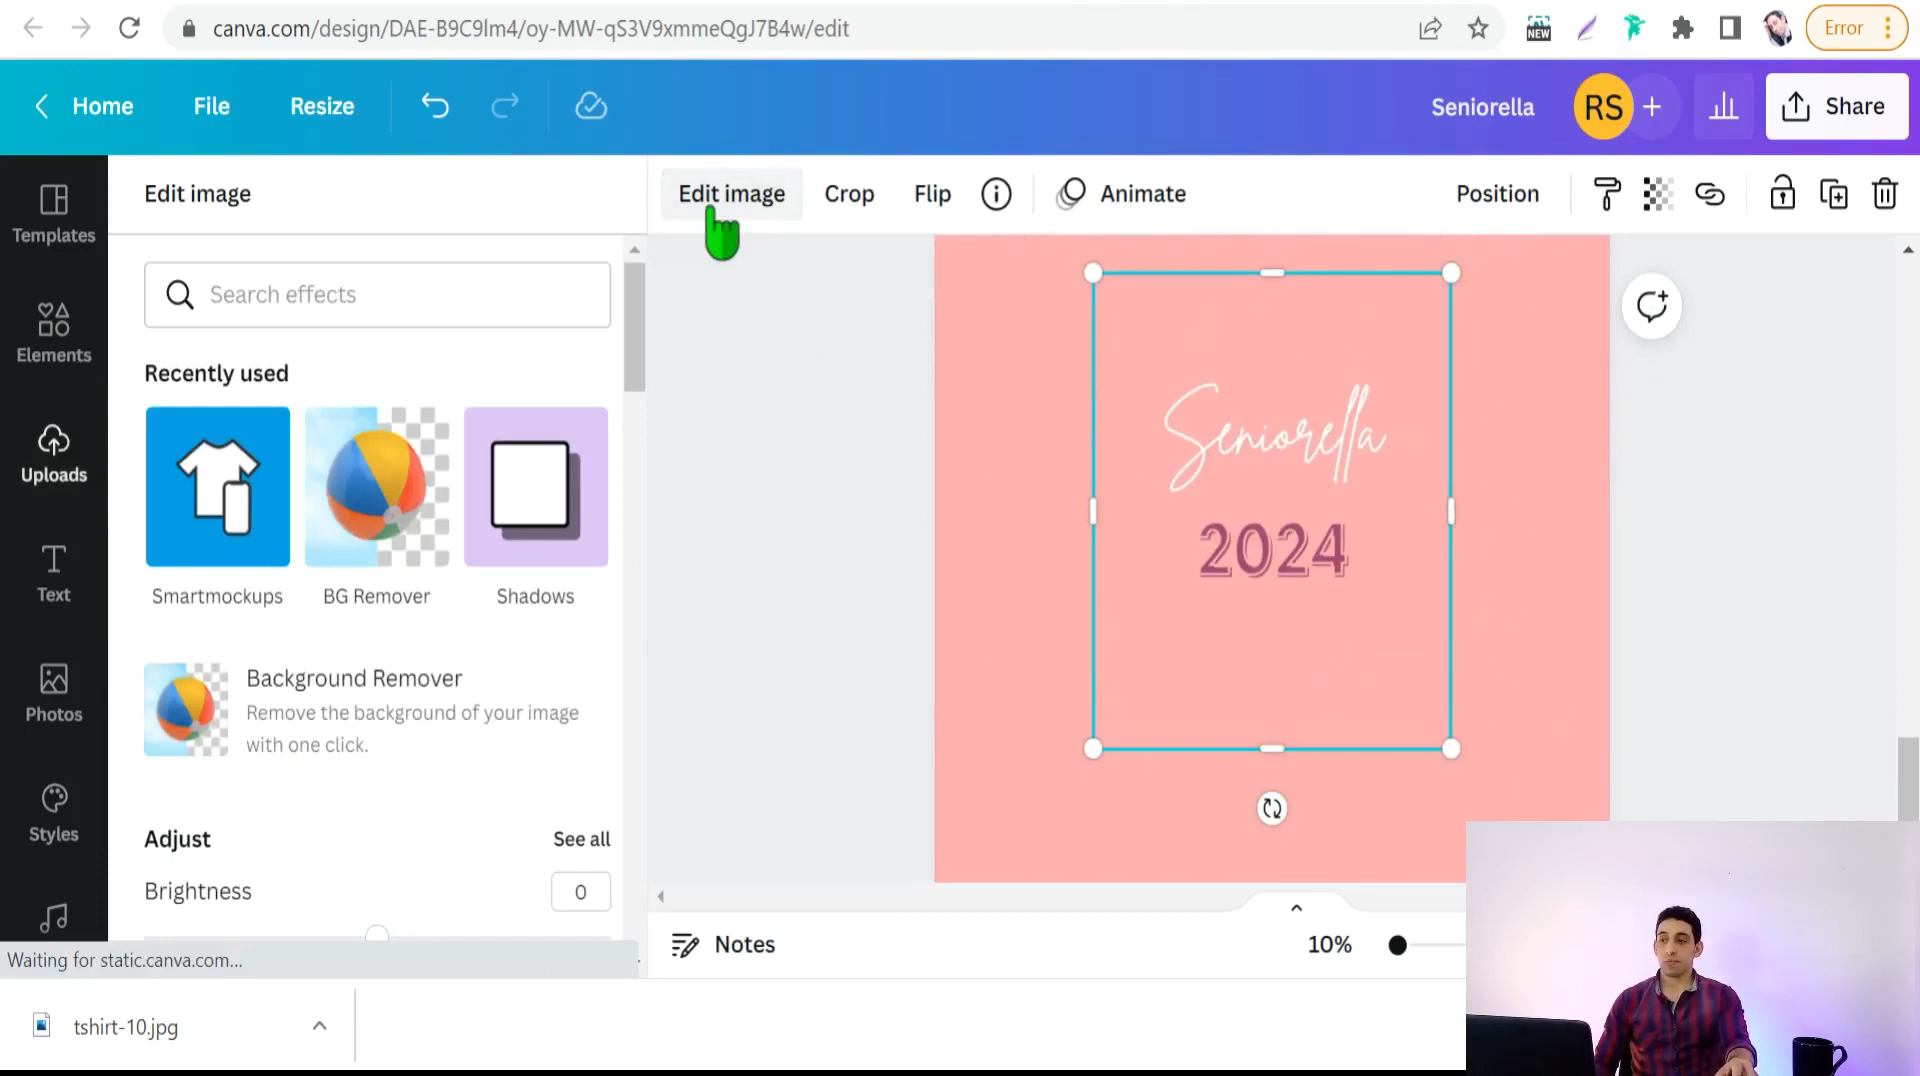 canva.com/design/DAE-B9C9lm4/oy-MW-qS3V9xmmeQgJ7B4w/edit
NEW
Error
Home
File
Resize
Seniorella
RS
+
Share
Templates
Elements
Uploads
Text
Photos
Styles
Edit image
Search effects
Recently used
Smartmockups
BG Remover
Shadows
Background Remover
Remove the background of your image
with one click.
Adjust
See all
Brightness
0
Edit image
Crop
Flip
Animate
Position
Seniorella
2024
Notes
10%
Waiting for static.canva.com...
tshirt-10.jpg